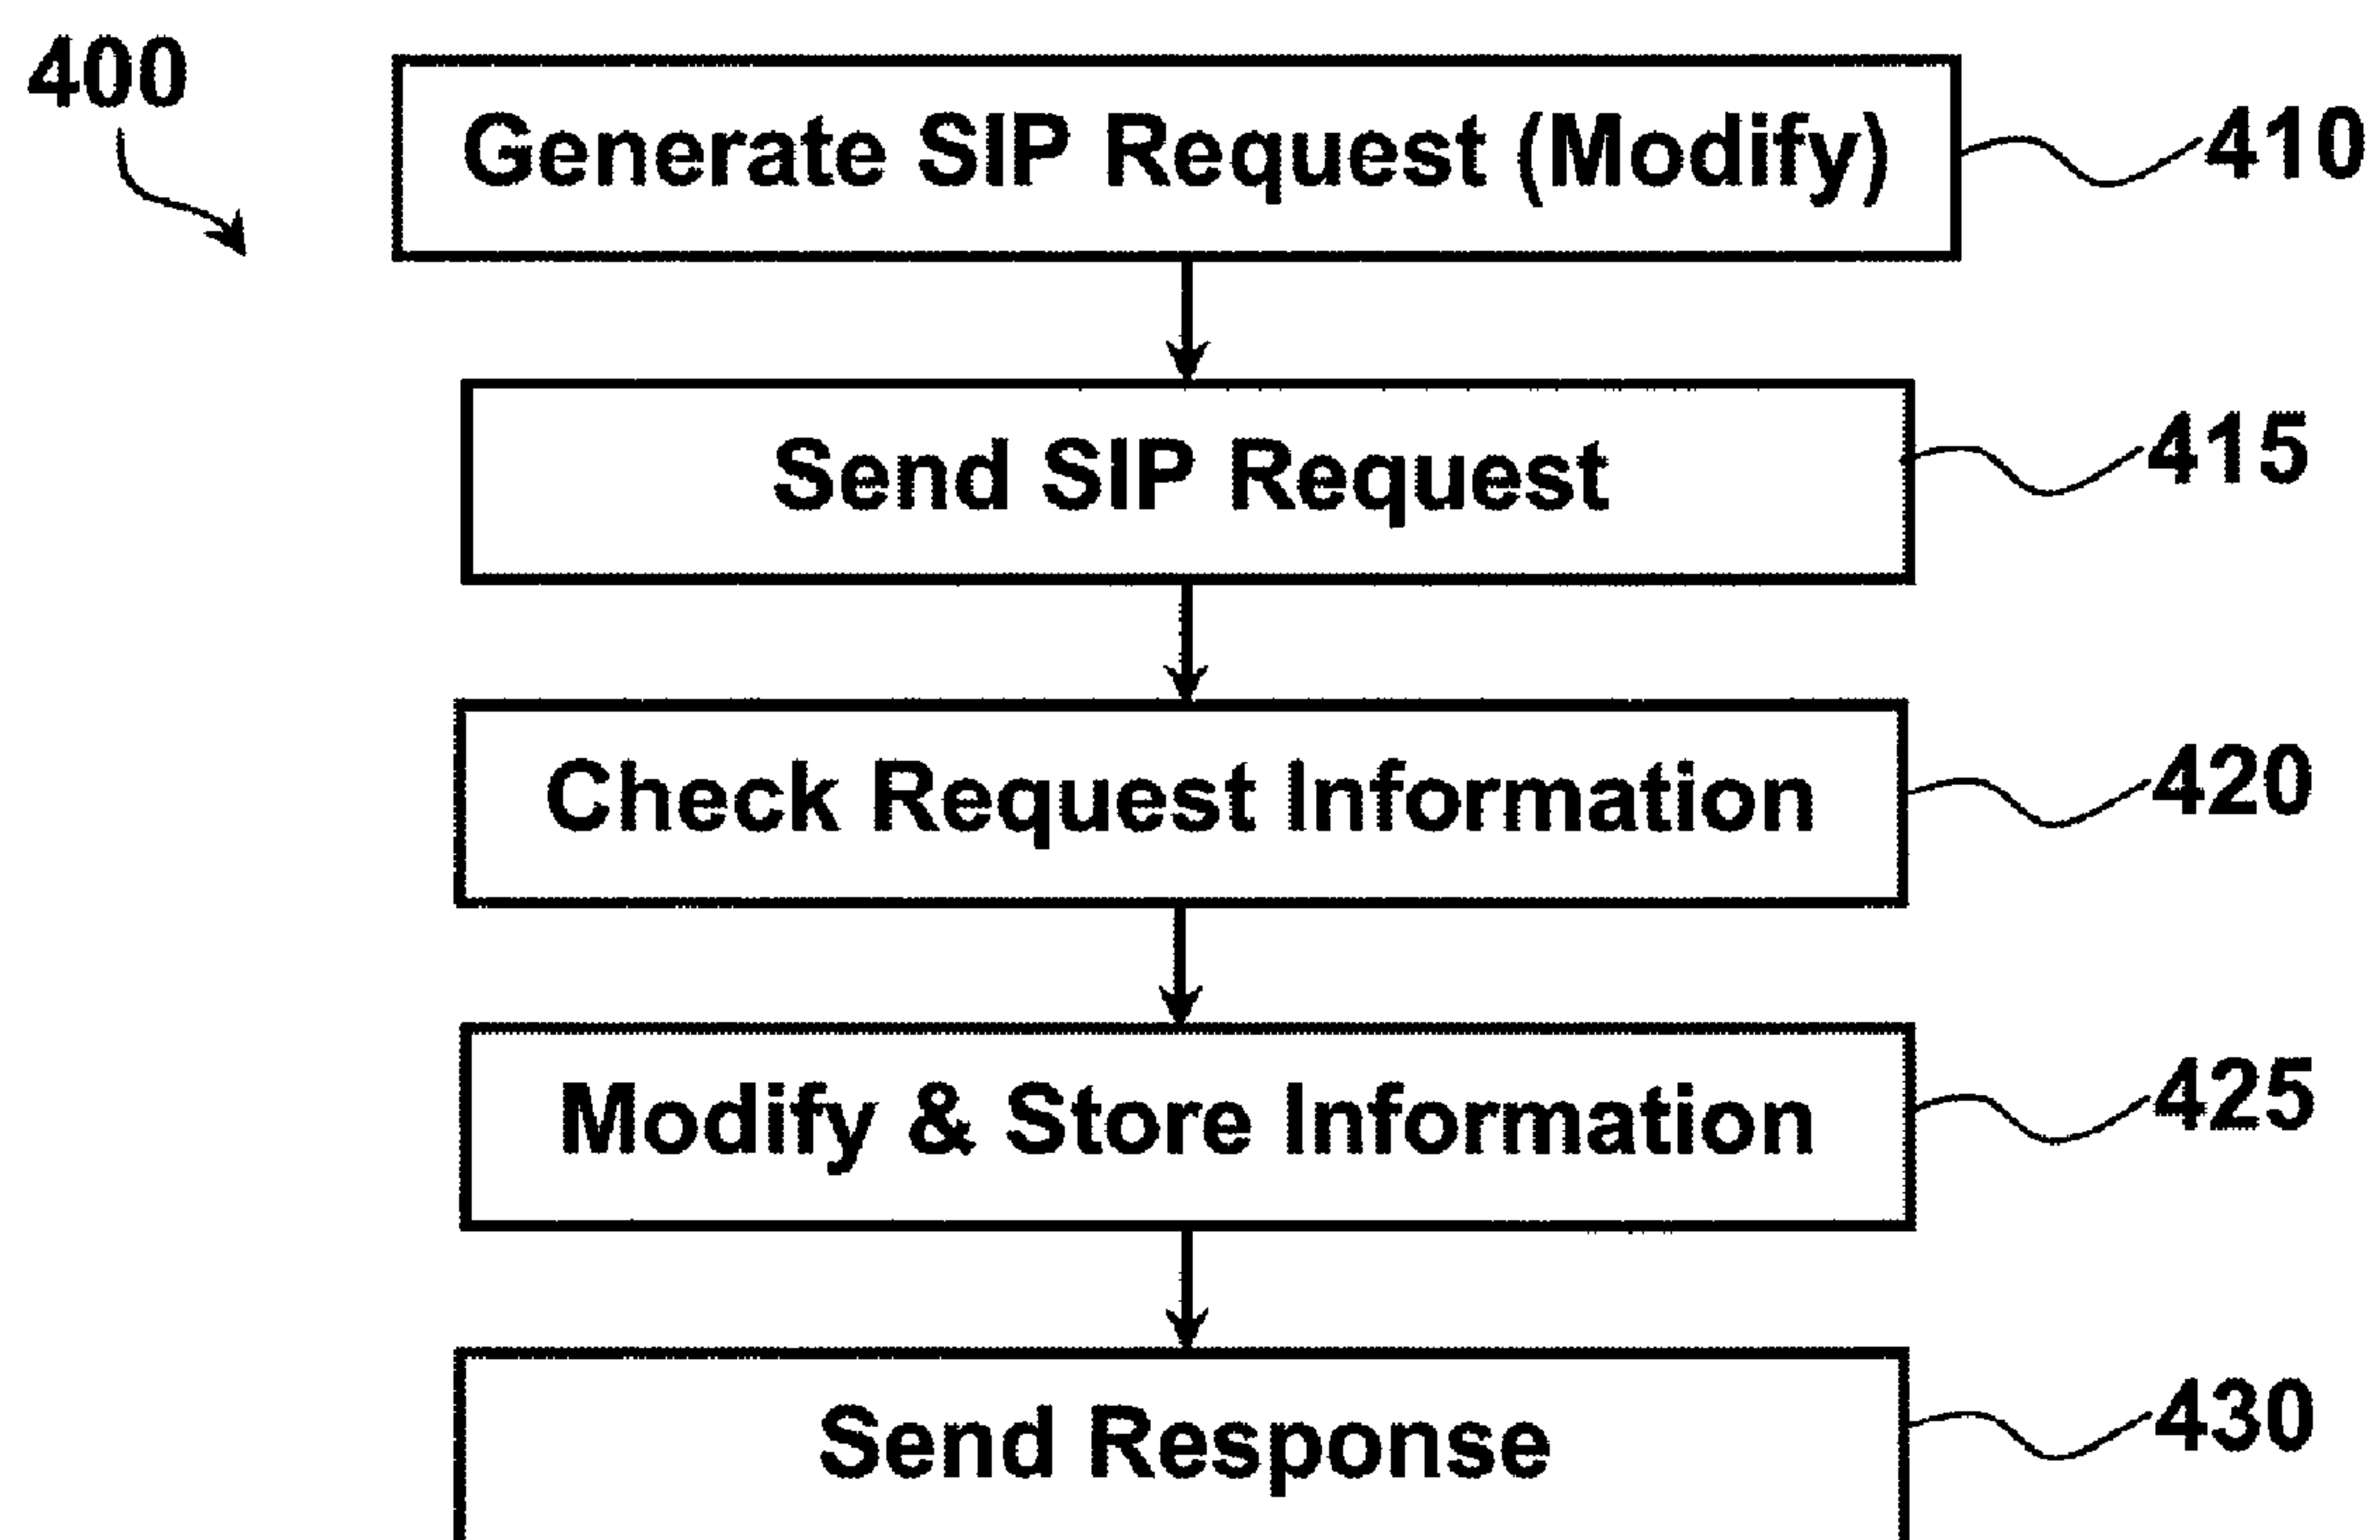 400
Generate SIP Request (Modify)
410
Send SIP Request
415
Check Request Information
420
Modify & Store Information
425
Send Response
430